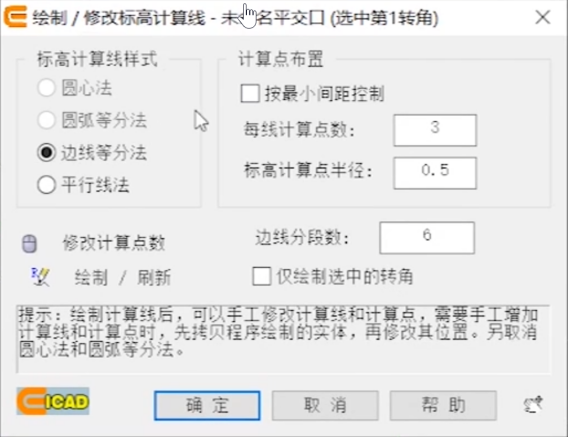 绘制 / 修改标高计算线 - 未命名平交口 (选中第1转角)
标高计算线样式
圆心法
圆弧等分法
边线等分法
平行线法
计算点布置
按最小间距控制
每线计算点数: 3
标高计算点半径: 0.5
修改计算点数
边线分段数: 6
绘制 / 刷新
仅绘制选中的转角
提示: 绘制计算线后, 可以手工修改计算线和计算点, 需要手工增加
计算线和计算点时, 先拷贝程序绘制的实体, 再修改其位置。另取消
圆心法和圆弧等分法。
EICAD
确 定
取 消
帮 助